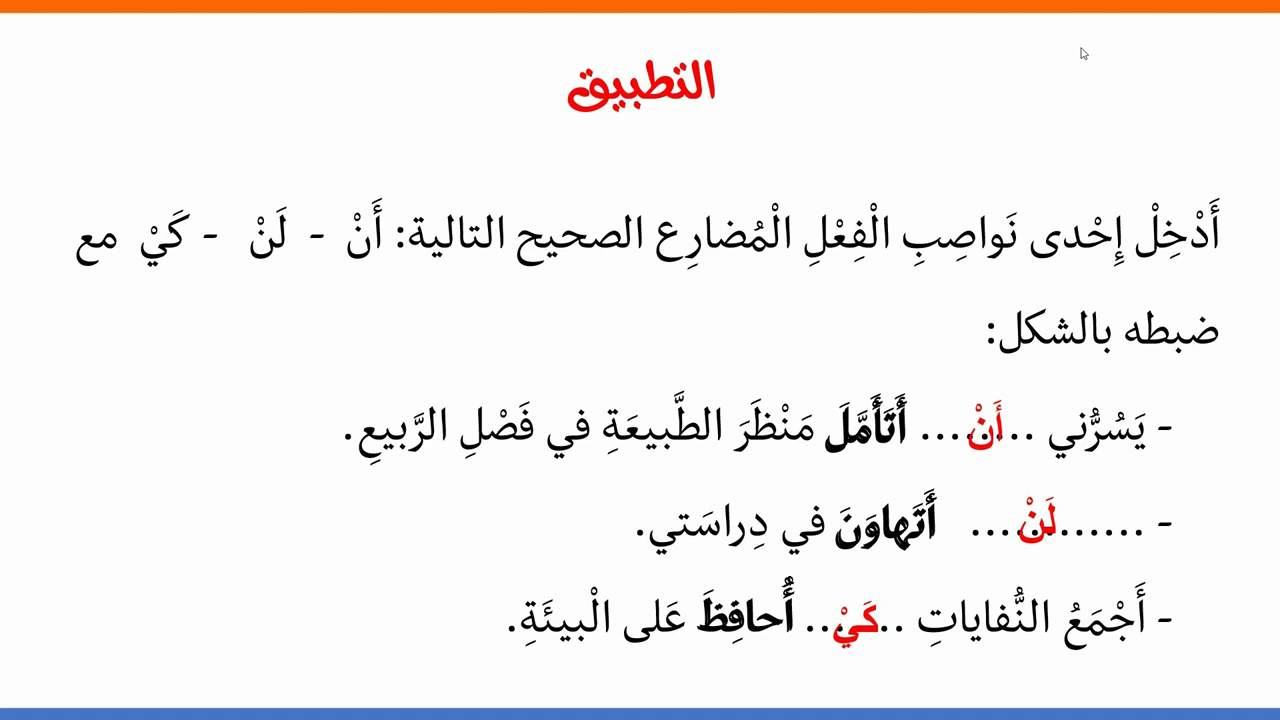 التطبيق
أَدْخِلْ إِحْدى نَواصِبِ الْفِعْلِ الْمُضارِع الصحيح التالية: أَنْ - لَنْ - كَيْ مع
ضبطه بالشكل:
- يَسُرُّني ..أَنْ..... أَتَأَمَّلَ مَنْظَرَ الطَّبيعَةِ في فَصْلِ الرَّبيعِ.
- ......لَنْ.... أَتَهاوَنَ في دِراسَتي.
- أَجْمَعُ النُّفاياتِ ..كَيْ.. أُحافِظَ عَلى الْبيئَةِ.